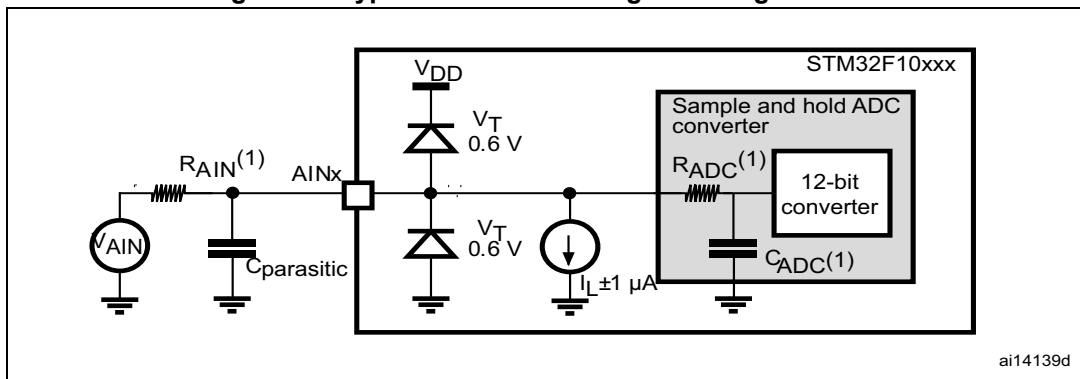 STM32F10xxx
VDD
Sample and hold ADC
converter
VT
0.6 V
RAIN(1)
AINx
RADC(1)
12-bit
converter
VAIN
Cparasitic
VT
0.6 V
IL±1 µA
CADC(1)
ai14139d